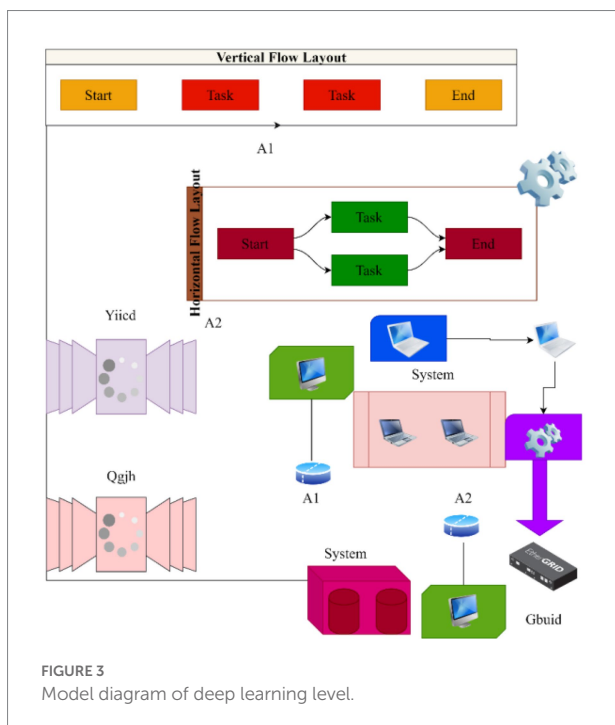 Vertical Flow Layout
Start
Task
Task
End
A1
Horizontal Flow Layout
Start
Task
Task
End
A2
Yiicd
System
Qgjh
A1
A2
System
EtherGRID
Gbuid
FIGURE 3
Model diagram of deep learning level.